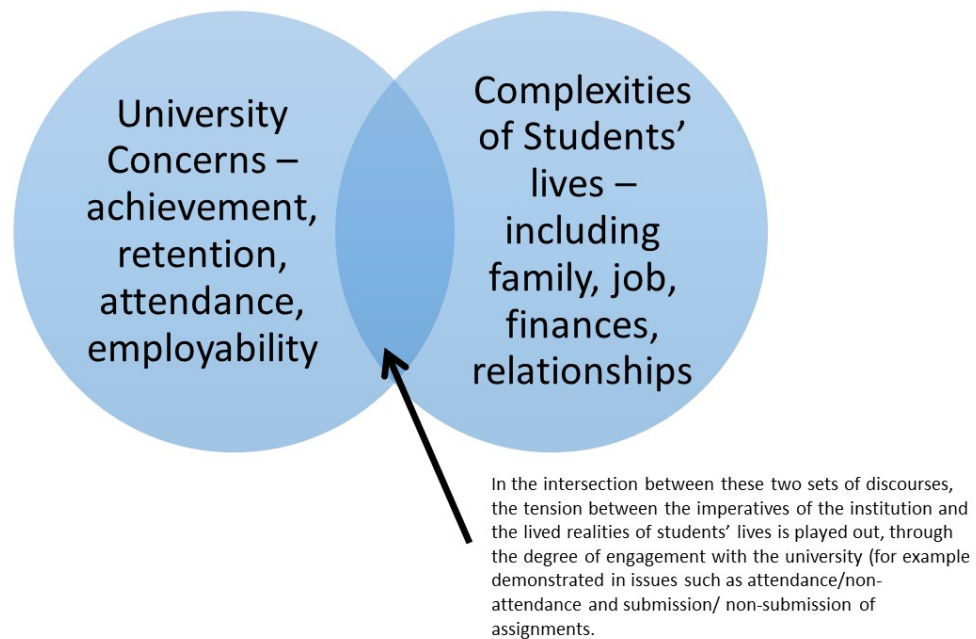 University
Concerns –
achievement,
retention,
attendance,
employability
Complexities
of Students’
lives –
including
family, job,
finances,
relationships
In the intersection between these two sets of discourses,
the tension between the imperatives of the institution and
the lived realities of students’ lives is played out, through
the degree of engagement with the university (for example
demonstrated in issues such as attendance/non-
attendance and submission/ non-submission of
assignments.